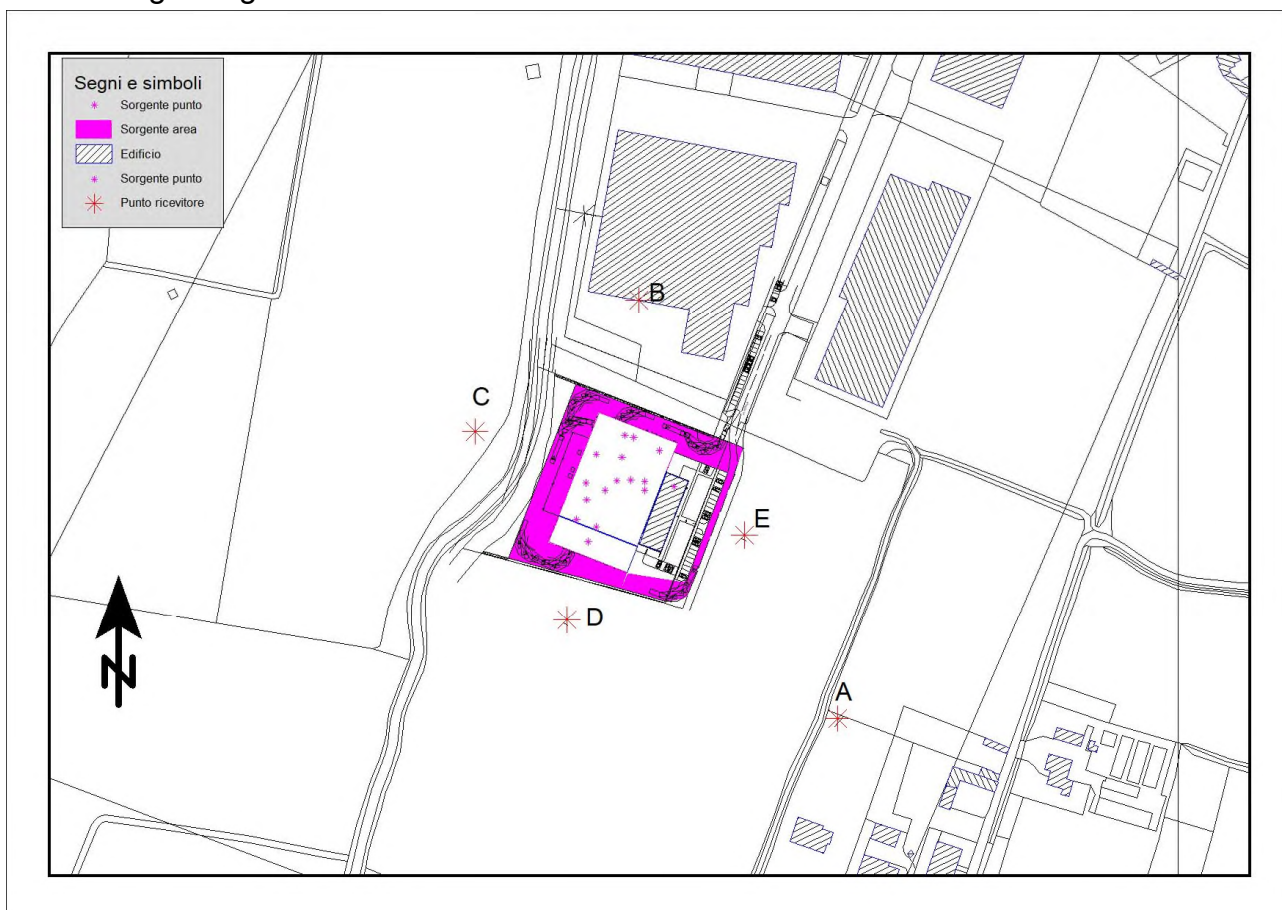 Segni e simboli
Sorgente punto
Sorgente area
Edificio
Sorgente punto
Punto ricevitore
B
C
E
D
A
N